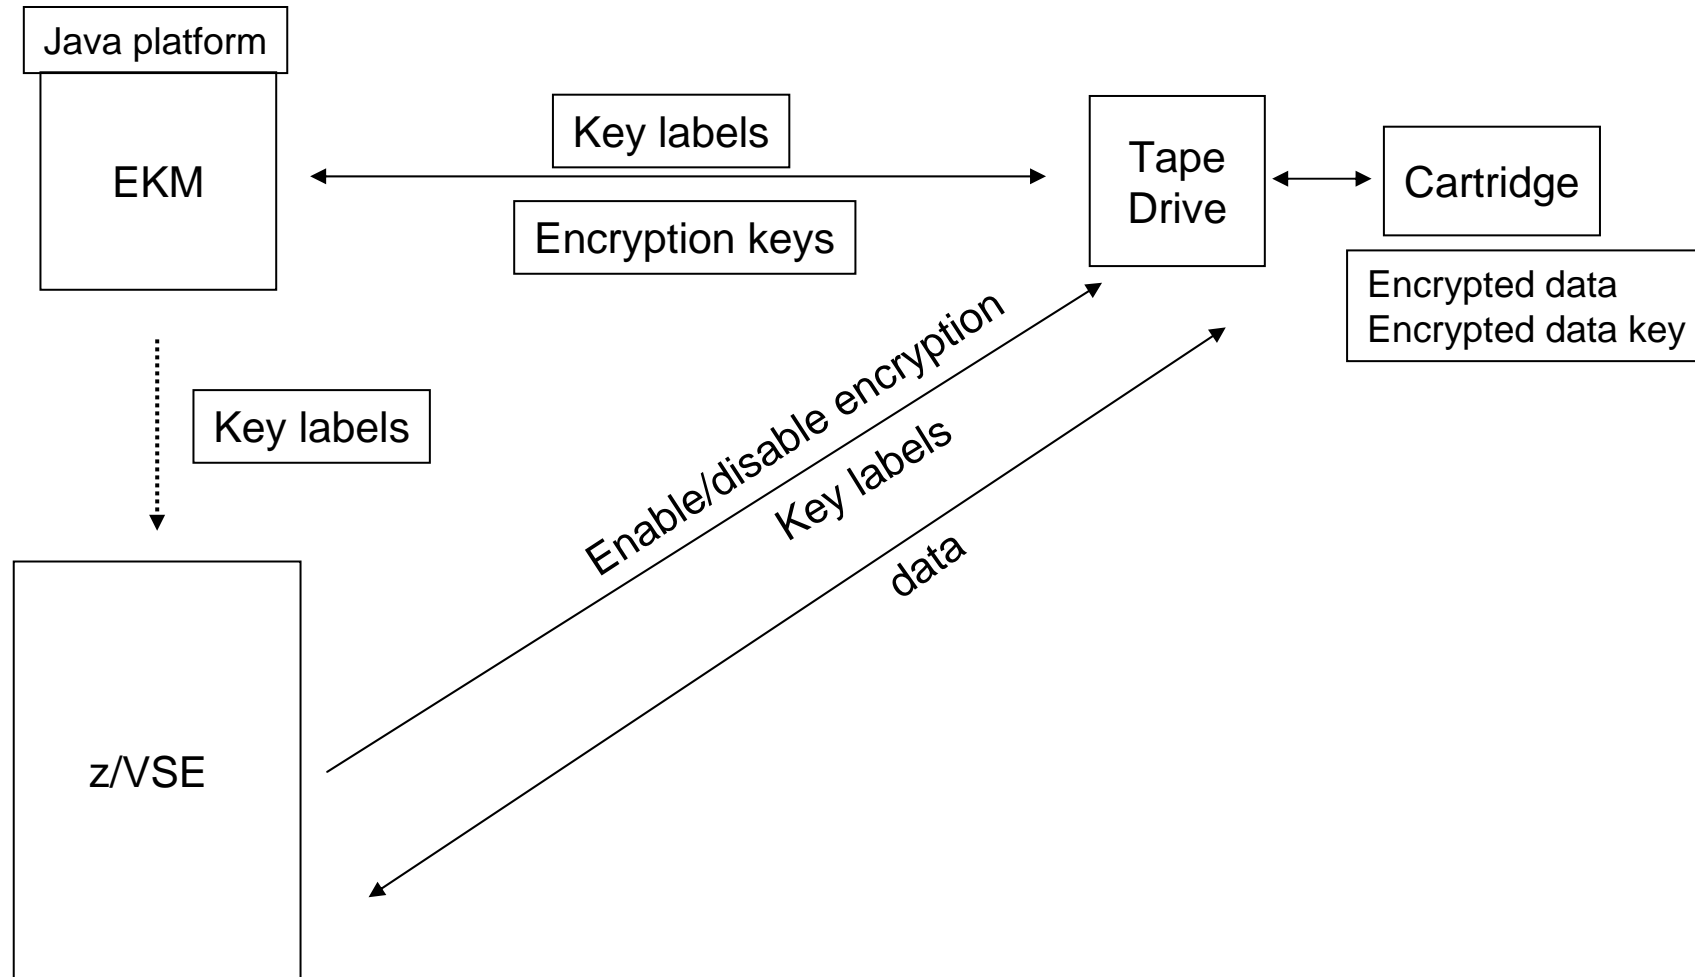 Java platform
EKM
Key labels
Encryption keys
Tape
Drive
Cartridge
Encrypted data
Encrypted data key
Key labels
Enable/disable encryption
Key labels
data
z/VSE